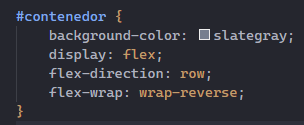 #contenedor {
background-color: slategray;
display: flex;
flex-direction: row;
flex-wrap: wrap-reverse;
}